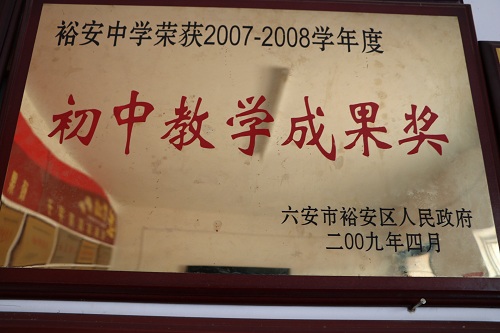 裕安中学荣获2007-2008学年度
初中教学成果奖
六安市裕安区人民政府
二00九年四月